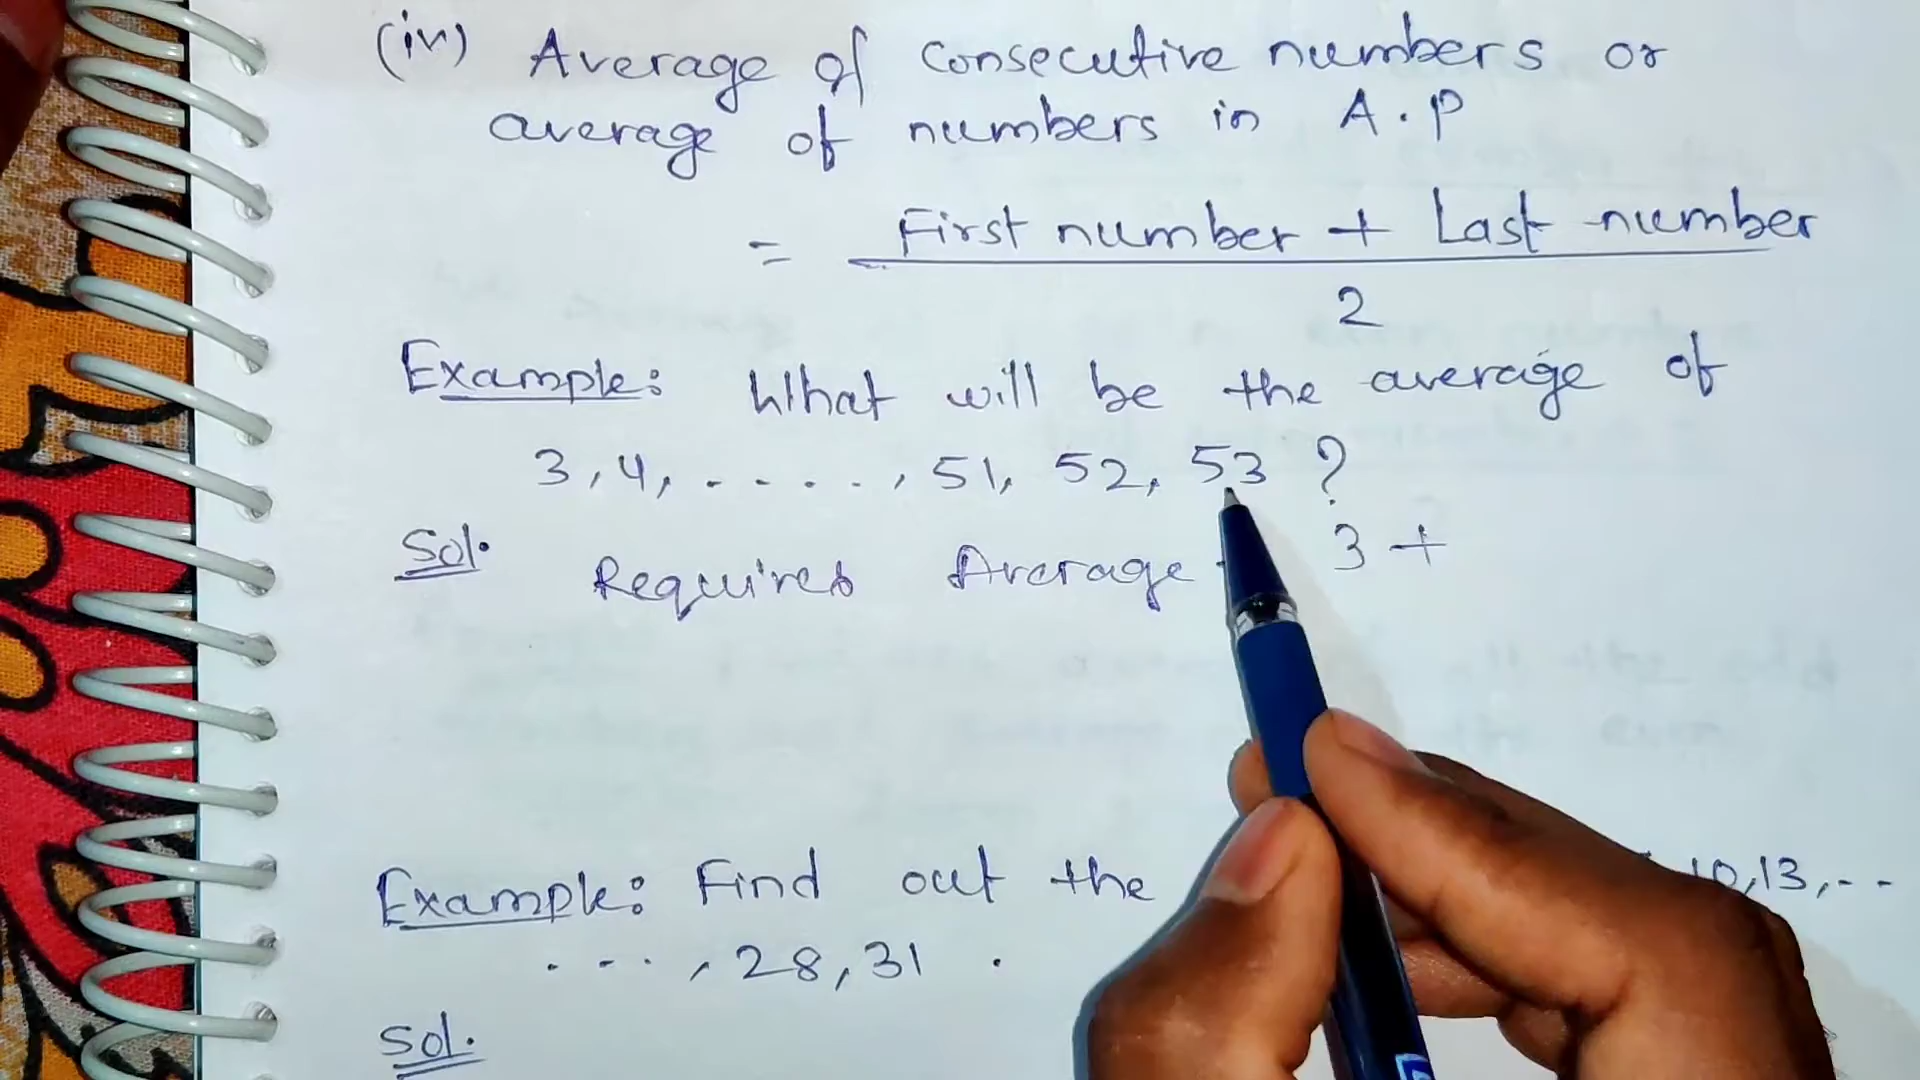 (iv) Average of consecutive numbers or
average of numbers in A.P
= First number + Last number
2
Example: What will be the average of
3, 4, ....., 51, 52, 53 ?
Sol. Required Average 3 +
Example: Find out the 10, 13, --
---, 28, 31 .
Sol.